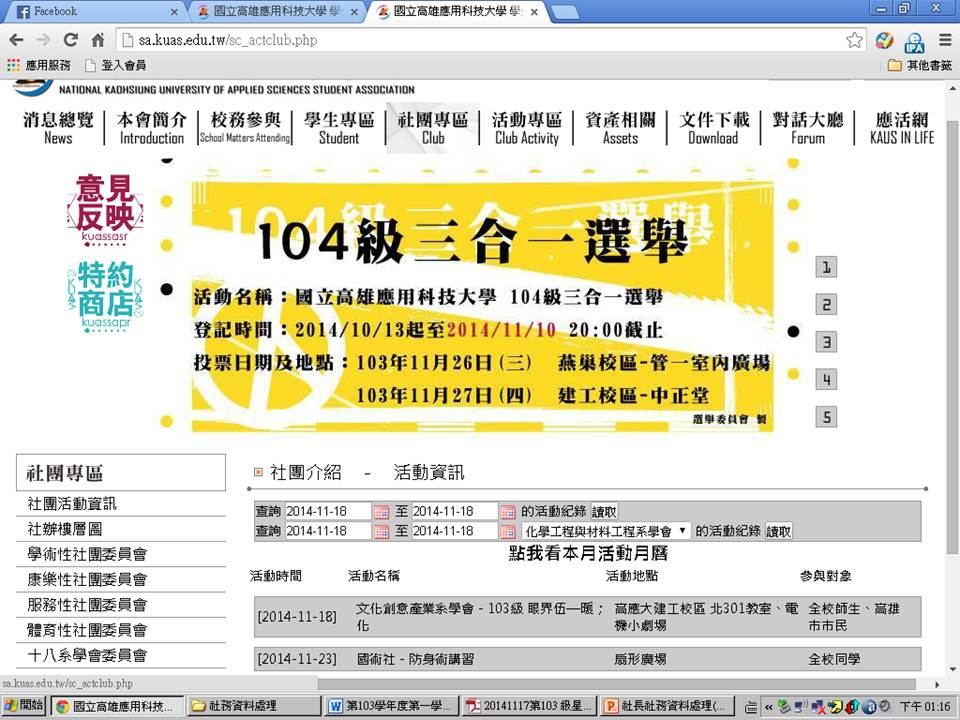 Facebook
國立高雄應用科技大學 學
國立高雄應用科技大學 學
sa.kuas.edu.tw/sc_actclub.php
應用服務 登入會員 其他書籤
NATIONAL KAOHSIUNG UNIVERSITY OF APPLIED SCIENCES STUDENT ASSOCIATION
消息總覽 本會簡介 校務參與 學生專區 社團專區 活動專區 資產相關 文件下載 對話大廳 應活網
News Introduction School Matters Attending Student Club Club Activity Assets Download Forum KAUS IN LIFE
意見
反映
kuassasr
特約
商店
kuassapr
104級三合一選舉
活動名稱：國立高雄應用科技大學 104級三合一選舉
登記時間：2014/10/13起至2014/11/10 20:00截止
投票日期及地點：103年11月26日(三) 燕巢校區-管一室內廣場
103年11月27日(四) 建工校區-中正堂
選舉委員會 製
1
2
3
4
5
社團專區
社團活動資訊
社辦樓層圖
學術性社團委員會
康樂性社團委員會
服務性社團委員會
體育性社團委員會
十八系學會委員會
社團介紹 - 活動資訊
查詢 2014-11-18 至 2014-11-18 的活動紀錄 讀取
查詢 2014-11-18 至 2014-11-18 化學工程與材料工程系學會 的活動紀錄 讀取
點我看本月活動月曆
活動時間 活動名稱 活動地點 參與對象
[2014-11-18] 文化創意產業系學會 - 103級 眼界伍—曬； 高應大建工校區 北301教室、電 全校師生、高雄
化 機小劇場 市市民
[2014-11-23] 國術社 - 防身術講習 扇形廣場 全校同學
sa.kuas.edu.tw/sc_actclub.php
開始 國立高雄應用科技... 社務資料處理 第103學年度第一學... 20141117第103 級星... 社長社務資料處理(... 下午 01:16